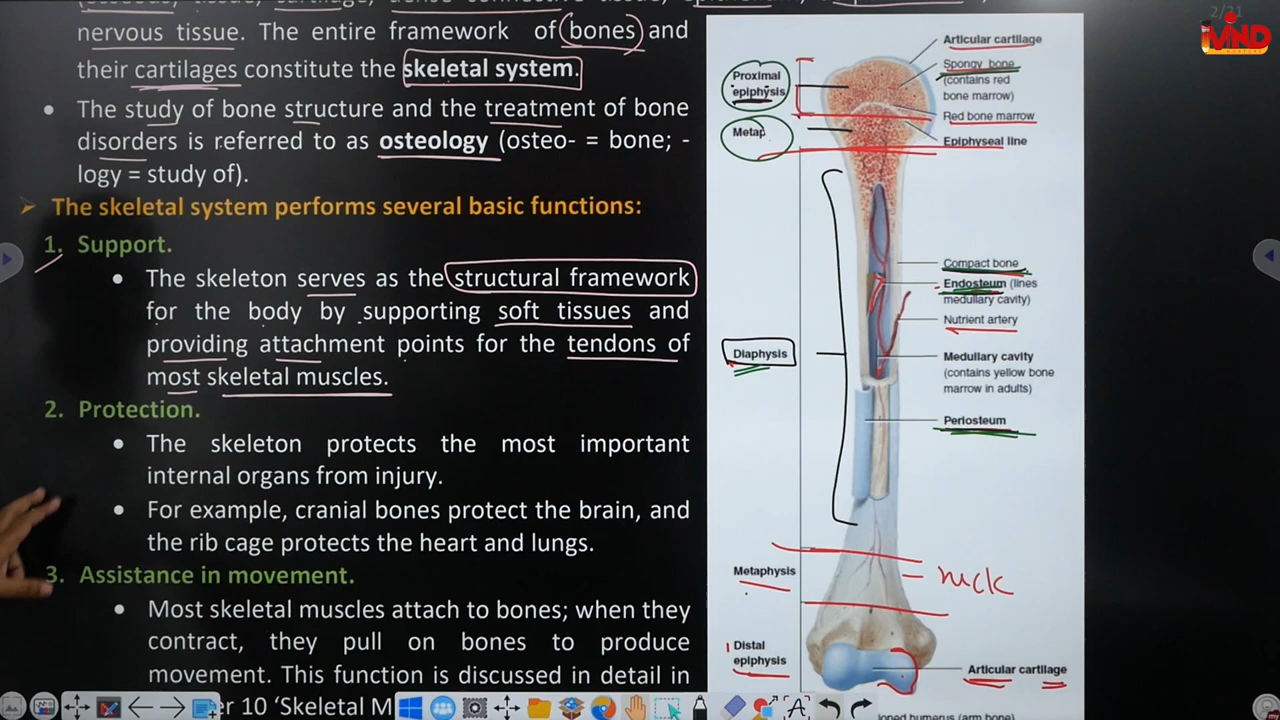 nervous tissue. The entire framework of bones and
their cartilages constitute the skeletal system.
• The study of bone structure and the treatment of bone
disorders is referred to as osteology (osteo- = bone; -
logy = study of).
The skeletal system performs several basic functions:
1. Support.
• The skeleton serves as the structural framework
for the body by supporting soft tissues and
providing attachment points for the tendons of
most skeletal muscles.
2. Protection.
• The skeleton protects the most important
internal organs from injury.
• For example, cranial bones protect the brain, and
the rib cage protects the heart and lungs.
3. Assistance in movement.
• Most skeletal muscles attach to bones; when they
contract, they pull on bones to produce
movement. This function is discussed in detail in
er 10 ‘Skeletal M
2/21
MIND
Proximal
epiphysis
Metap
Diaphysis
Metaphysis
Distal
epiphysis
Articular cartilage
Spongy bone
(contains red
bone marrow)
Red bone marrow
Epiphyseal line
Compact bone
Endosteum (lines
medullary cavity)
Nutrient artery
Medullary cavity
(contains yellow bone
marrow in adults)
Periosteum
= neck
Articular cartilage
humerus (arm bone)